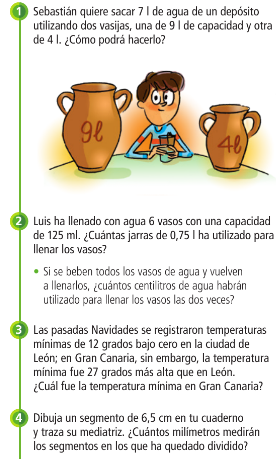 1 Sebastián quiere sacar 7 l de agua de un depósito
utilizando dos vasijas, una de 9 l de capacidad y otra
de 4 l. ¿Cómo podrá hacerlo?
9l
4l
2 Luis ha llenado con agua 6 vasos con una capacidad
de 125 ml. ¿Cuántas jarras de 0,75 l ha utilizado para
llenar los vasos?
• Si se beben todos los vasos de agua y vuelven
a llenarlos, ¿cuántos centilitros de agua habrán
utilizado para llenar los vasos las dos veces?
3 Las pasadas Navidades se registraron temperaturas
mínimas de 12 grados bajo cero en la ciudad de
León; en Gran Canaria, sin embargo, la temperatura
mínima fue 27 grados más alta que en León.
¿Cuál fue la temperatura mínima en Gran Canaria?
4 Dibuja un segmento de 6,5 cm en tu cuaderno
y traza su mediatriz. ¿Cuántos milímetros medirán
los segmentos en los que ha quedado dividido?